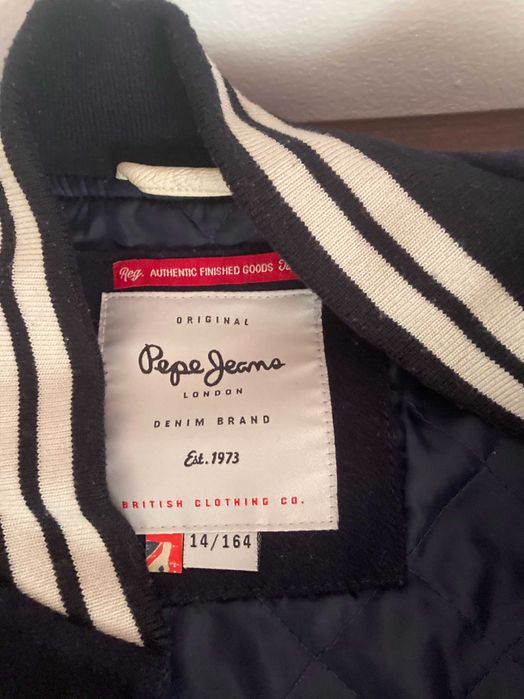 Reg. AUTHENTIC FINISHED GOODS
ORIGINAL
Pepe Jeans
LONDON
DENIM BRAND
Est. 1973
BRITISH CLOTHING CO.
14/164